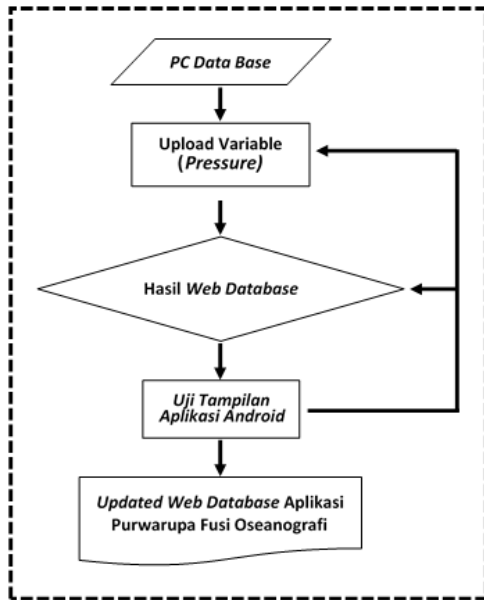 PC Data Base
Upload Variable
(Pressure)
Hasil Web Database
Uji Tampilan
Aplikasi Android
Updated Web Database Aplikasi
Purwarupa Fusi Oseanografi